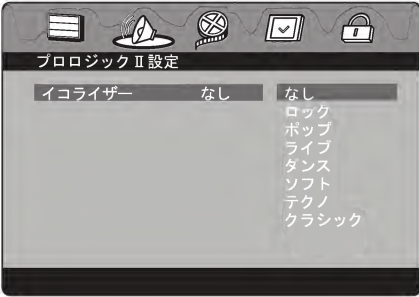 プロロジックⅡ設定
イコライザー なし なし
ロック
ポップ
ライブ
ダンス
ソフト
テクノ
クラシック